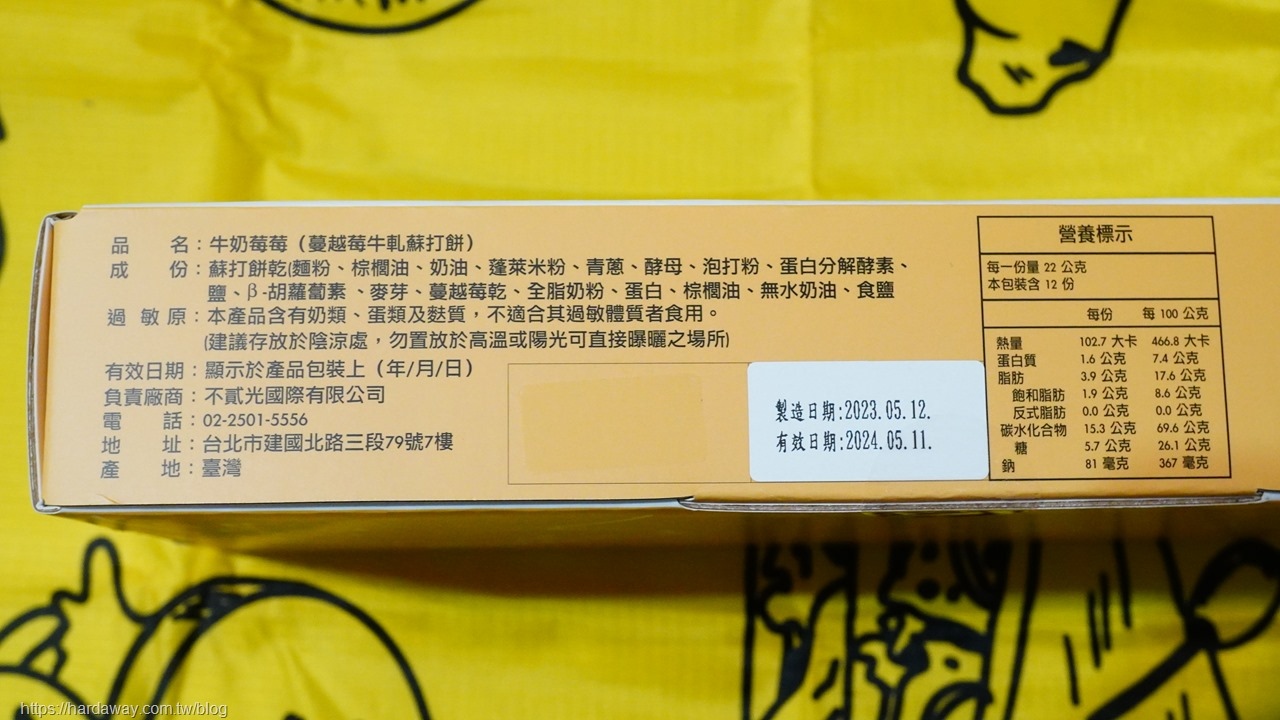 品　　名：牛奶莓莓（蔓越莓牛軋蘇打餅）
成　　份：蘇打餅乾(麵粉、棕櫚油、奶油、蓬萊米粉、青蔥、酵母、泡打粉、蛋白分解酵素、
鹽、β-胡蘿蔔素、麥芽、蔓越莓乾、全脂奶粉、蛋白、棕櫚油、無水奶油、食鹽
過 敏 原：本產品含有奶類、蛋類及麩質，不適合其過敏體質者食用。
(建議存放於陰涼處，勿置放於高溫或陽光可直接曝曬之場所)
有效日期：顯示於產品包裝上（年/月/日）
負責廠商：不貳光國際有限公司
電　　話：02-2501-5556
地　　址：台北市建國北路三段79號7樓
產　　地：臺灣
製造日期:2023.05.12.
有效日期:2024.05.11.
營養標示
每一份量 22 公克
本包裝含 12 份
每份 每 100 公克
熱量 102.7 大卡 466.8 大卡
蛋白質 1.6 公克 7.4 公克
脂肪 3.9 公克 17.6 公克
飽和脂肪 1.9 公克 8.6 公克
反式脂肪 0.0 公克 0.0 公克
碳水化合物 15.3 公克 69.6 公克
糖 5.7 公克 26.1 公克
鈉 81 毫克 367 毫克
https://hardaway.com.tw/blog